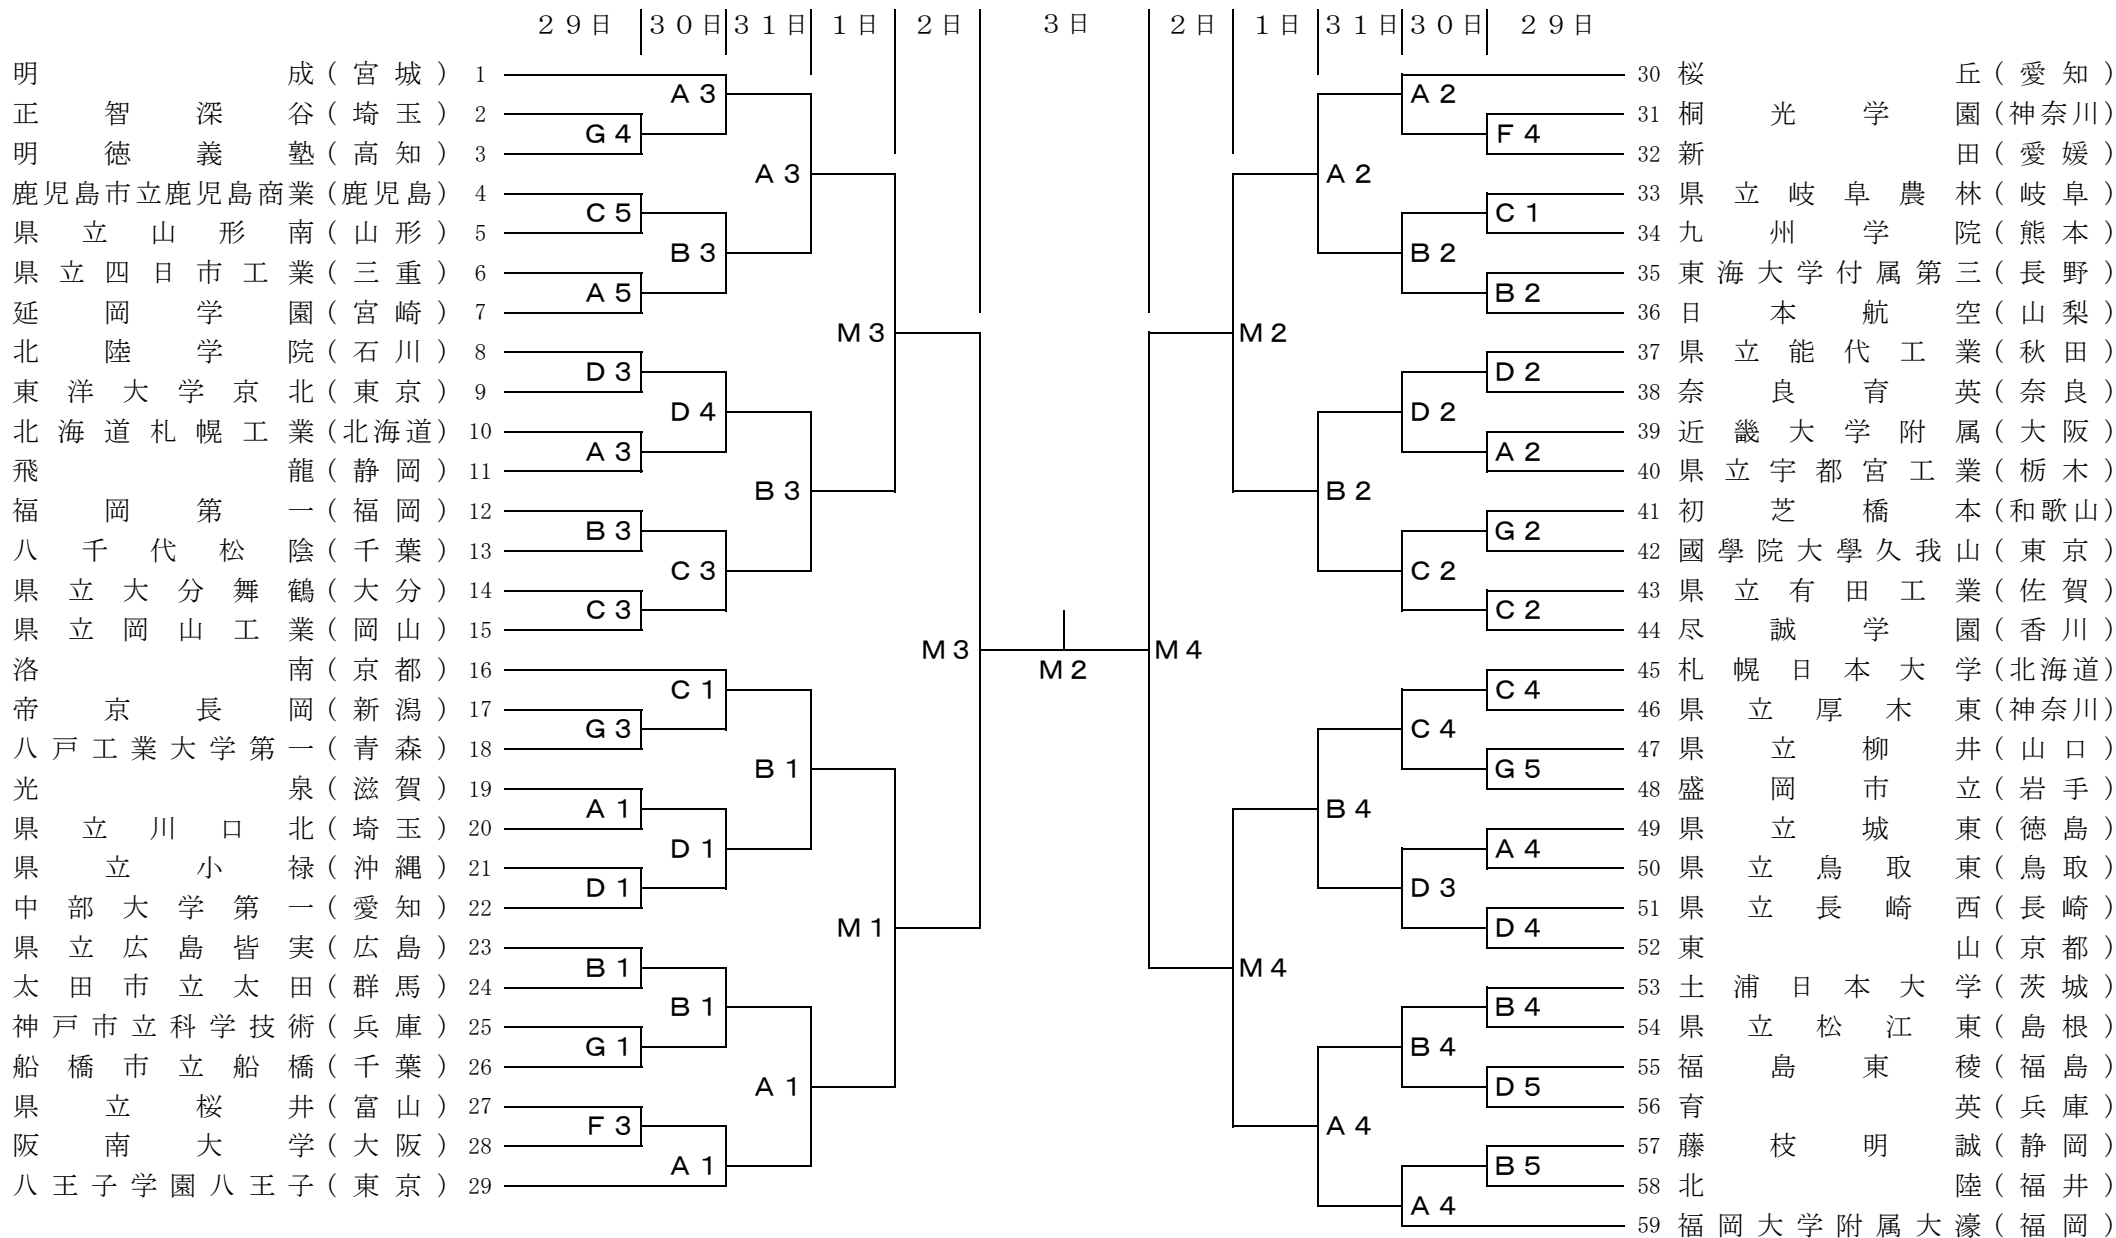 ２９日 ３０日 ３１日 １日 ２日 ３日 ２日 １日 ３１日 ３０日 ２９日
明成(宮城) 1 30 桜丘(愛知)
A3 A2
正智深谷(埼玉) 2 31 桐光学園(神奈川)
G4 F4
明徳義塾(高知) 3 32 新田(愛媛)
A3 A2
鹿児島市立鹿児島商業(鹿児島) 4 33 県立岐阜農林(岐阜)
C5 C1
県立山形南(山形) 5 34 九州学院(熊本)
B3 B2
県立四日市工業(三重) 6 35 東海大学付属第三(長野)
A5 B2
延岡学園(宮崎) 7 36 日本航空(山梨)
M3 M2
北陸学院(石川) 8 37 県立能代工業(秋田)
D3 D2
東洋大学京北(東京) 9 38 奈良育英(奈良)
D4 D2
北海道札幌工業(北海道) 10 39 近畿大学附属(大阪)
A3 A2
飛龍(静岡) 11 40 県立宇都宮工業(栃木)
B3 B2
福岡第一(福岡) 12 41 初芝橋本(和歌山)
B3 G2
八千代松陰(千葉) 13 42 國學院大學久我山(東京)
C3 C2
県立大分舞鶴(大分) 14 43 県立有田工業(佐賀)
C3 C2
県立岡山工業(岡山) 15 44 尽誠学園(香川)
M3 M4
洛南(京都) 16 M2 45 札幌日本大学(北海道)
C1 C4
帝京長岡(新潟) 17 46 県立厚木東(神奈川)
G3 C4
八戸工業大学第一(青森) 18 47 県立柳井(山口)
B1 G5
光泉(滋賀) 19 48 盛岡市立(岩手)
A1 B4
県立川口北(埼玉) 20 49 県立城東(徳島)
D1 A4
県立小禄(沖縄) 21 50 県立鳥取東(鳥取)
D1 D3
中部大学第一(愛知) 22 51 県立長崎西(長崎)
M1 D4
県立広島皆実(広島) 23 52 東山(京都)
B1 M4
太田市立太田(群馬) 24 53 土浦日本大学(茨城)
B1 B4
神戸市立科学技術(兵庫) 25 54 県立松江東(島根)
G1 B4
船橋市立船橋(千葉) 26 55 福島東稜(福島)
A1 D5
県立桜井(富山) 27 56 育英(兵庫)
F3 A4
阪南大学(大阪) 28 57 藤枝明誠(静岡)
A1 B5
八王子学園八王子(東京) 29 58 北陸(福井)
A4
59 福岡大学附属大濠(福岡)